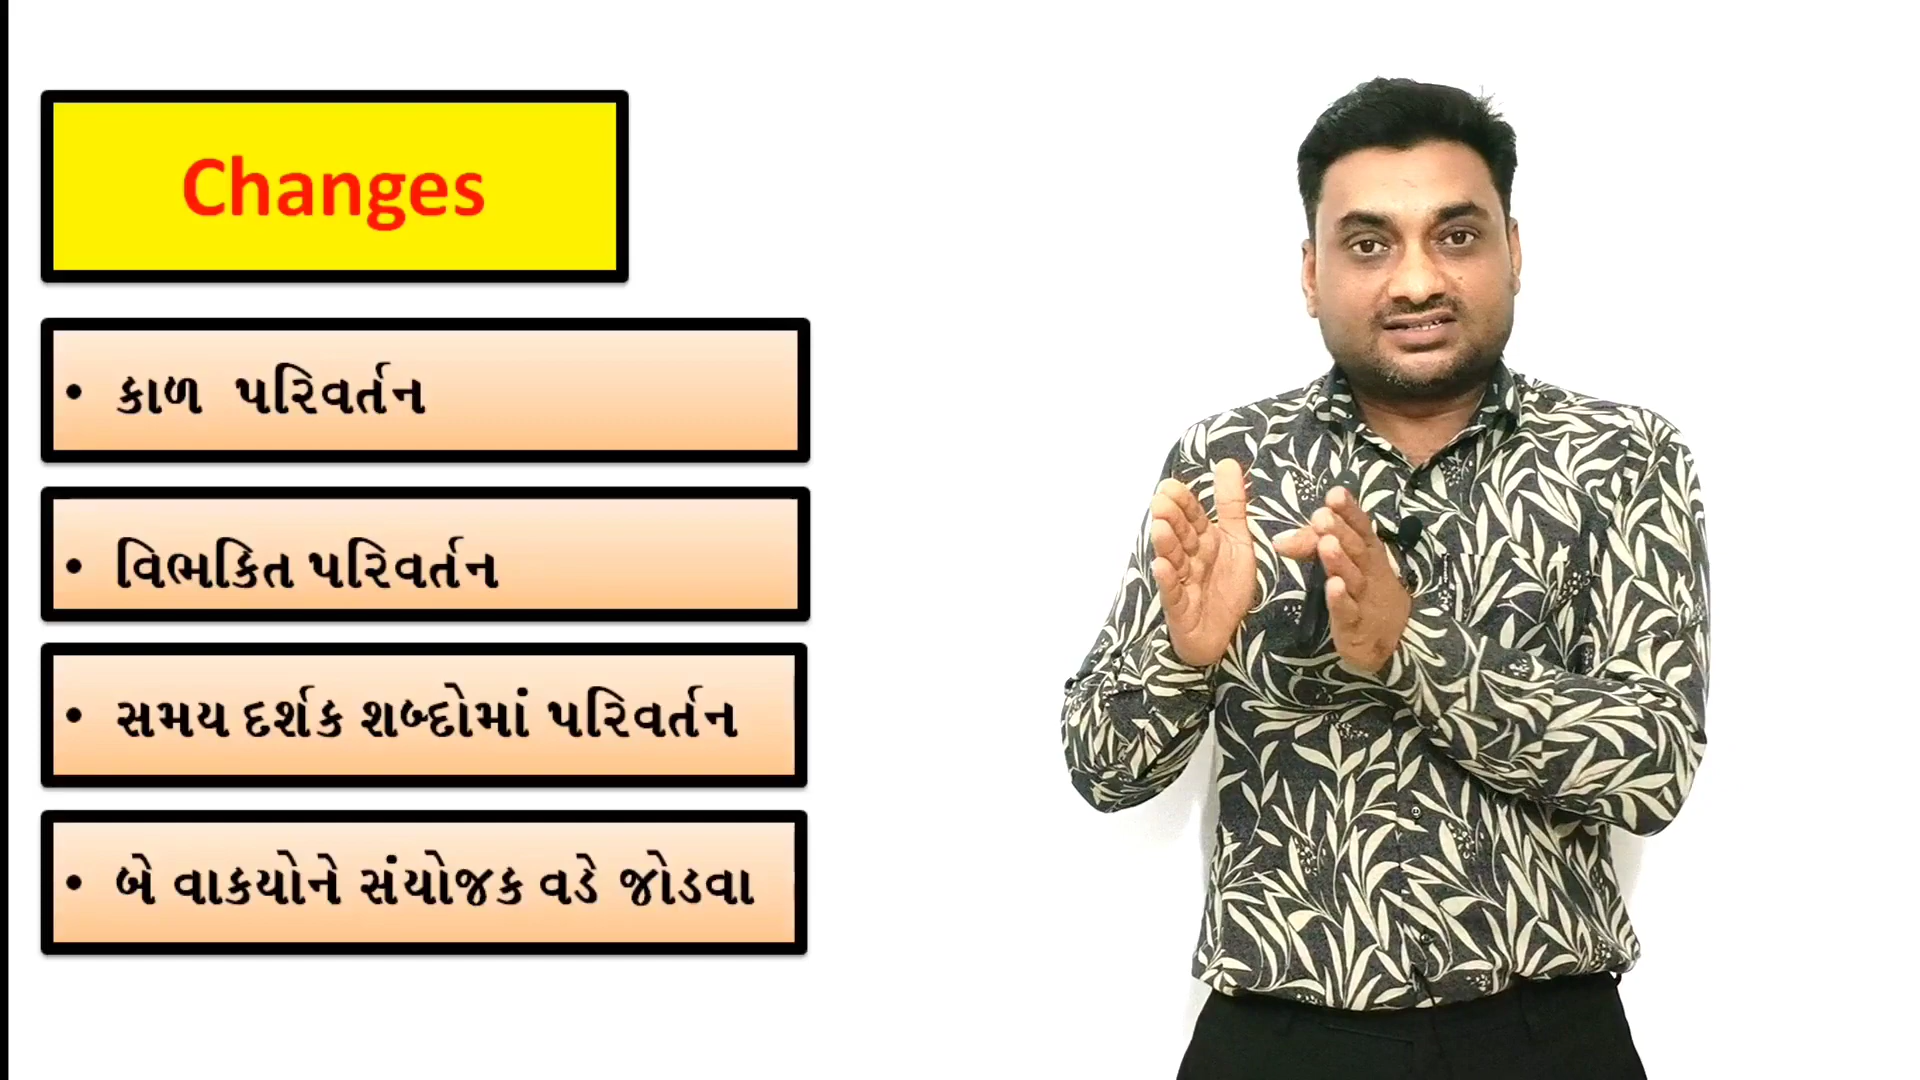 Changes
• કાળ પરિવર્તન
• વિભકિત પરિવર્તન
• સમય દર્શક શબ્દોમાં પરિવર્તન
• બે વાકયોને સંયોજક વડે જોડવા